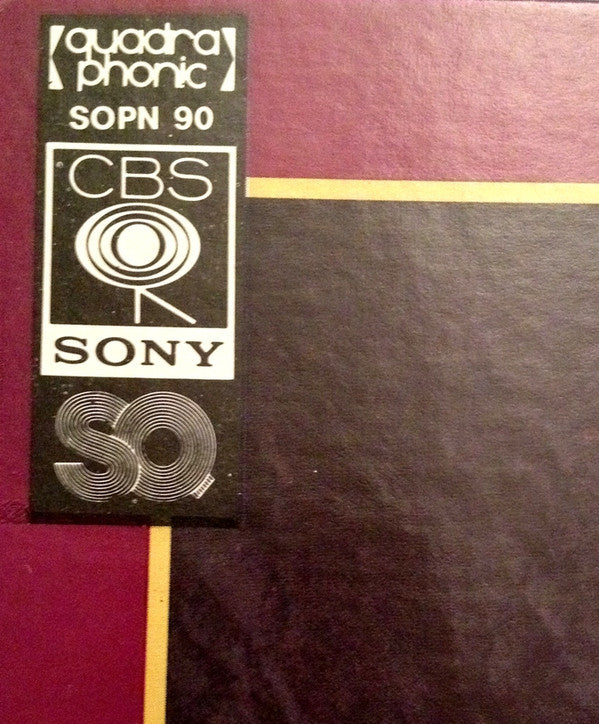 quadra
phonic
SOPN 90
CBS
SONY
SQ